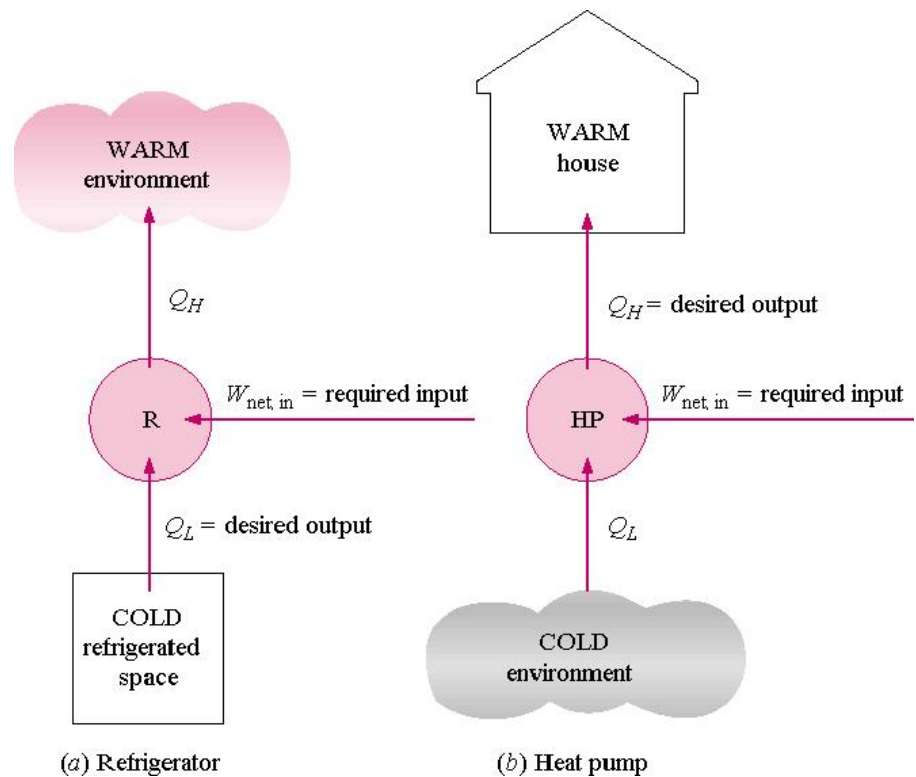 WARM
environment
Q_H
R
W_net, in = required input
Q_L = desired output
COLD
refrigerated
space
(a) Refrigerator
WARM
house
Q_H = desired output
HP
W_net, in = required input
Q_L
COLD
environment
(b) Heat pump